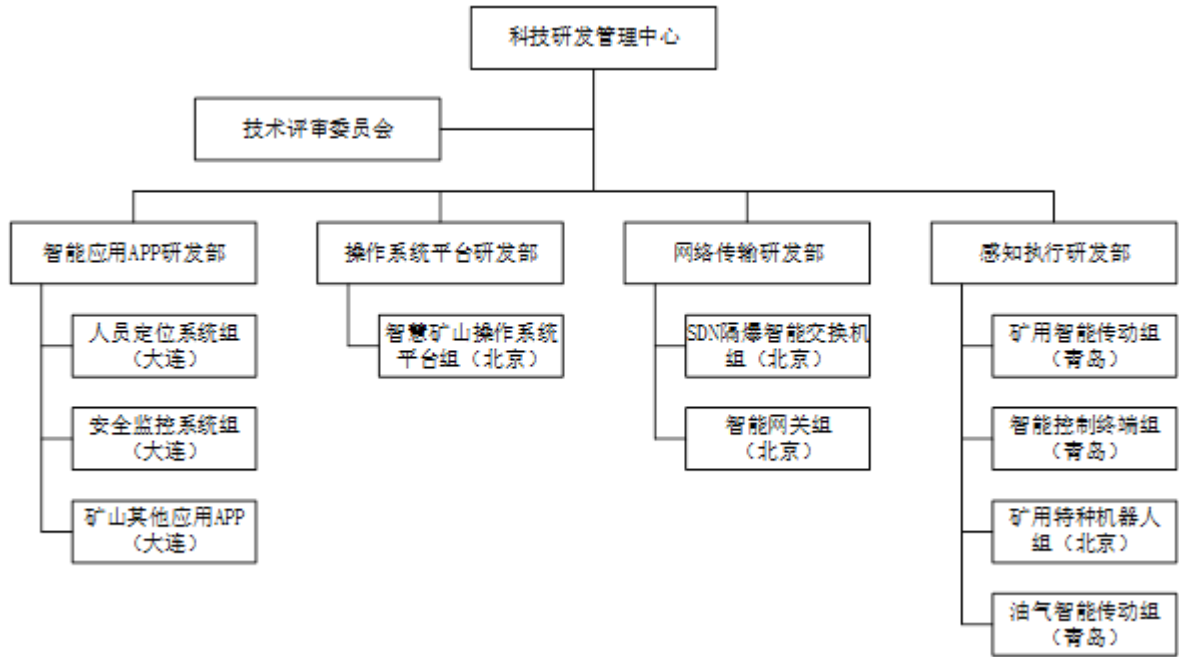 科技研发管理中心
技术评审委员会
智能应用APP研发部
操作系统平台研发部
网络传输研发部
感知执行研发部
人员定位系统组
（大连）
安全监控系统组
（大连）
矿山其他应用APP
（大连）
智慧矿山操作系统
平台组（北京）
SDN隔爆智能交换机
组（北京）
智能网关组
（北京）
矿用智能传动组
（青岛）
智能控制终端组
（青岛）
矿用特种机器人
组（北京）
油气智能传动组
（青岛）